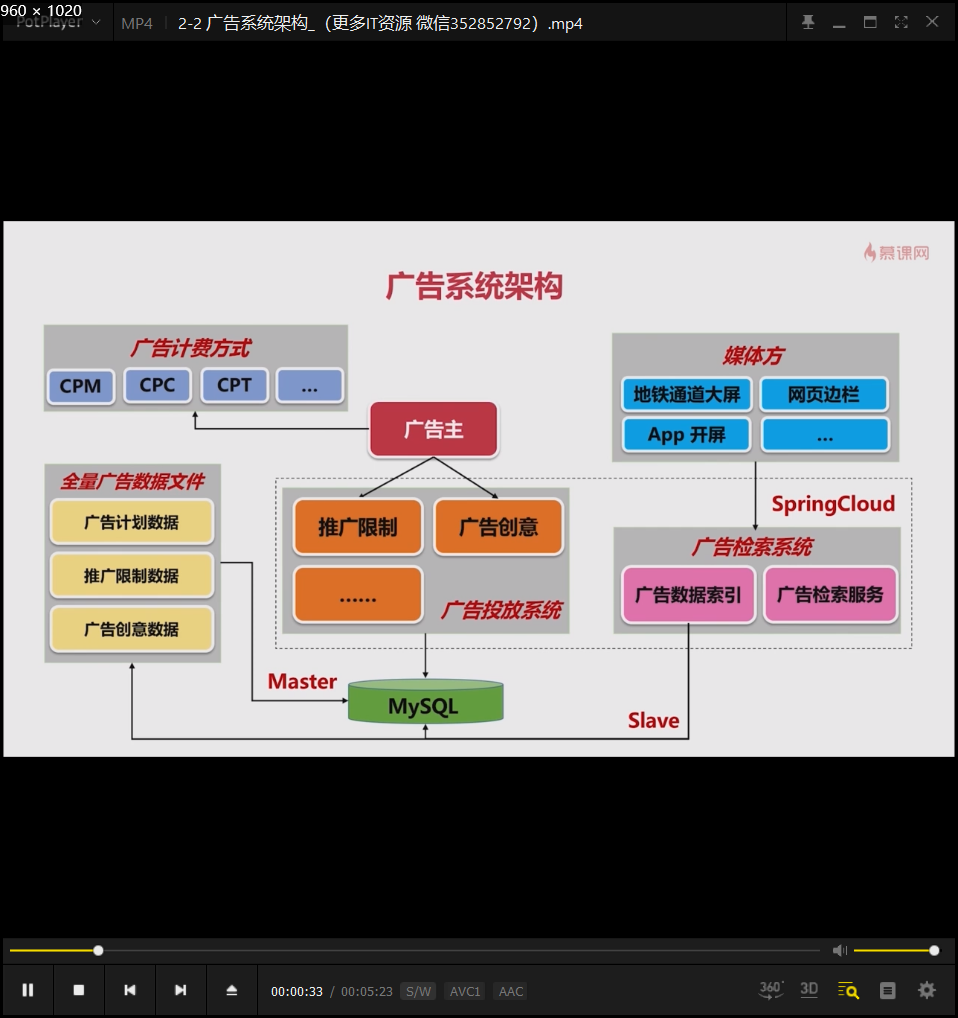 960 × 1020
PotPlayer
MP4
2-2 广告系统架构_（更多IT资源 微信352852792）.mp4
慕课网
广告系统架构
广告计费方式
CPM
CPC
CPT
...
媒体方
地铁通道大屏
网页边栏
App 开屏
...
广告主
全量广告数据文件
广告计划数据
推广限制数据
广告创意数据
推广限制
广告创意
......
广告投放系统
SpringCloud
广告检索系统
广告数据索引
广告检索服务
Master
MySQL
Slave
00:00:33 / 00:05:23
S/W
AVC1
AAC
360°
3D